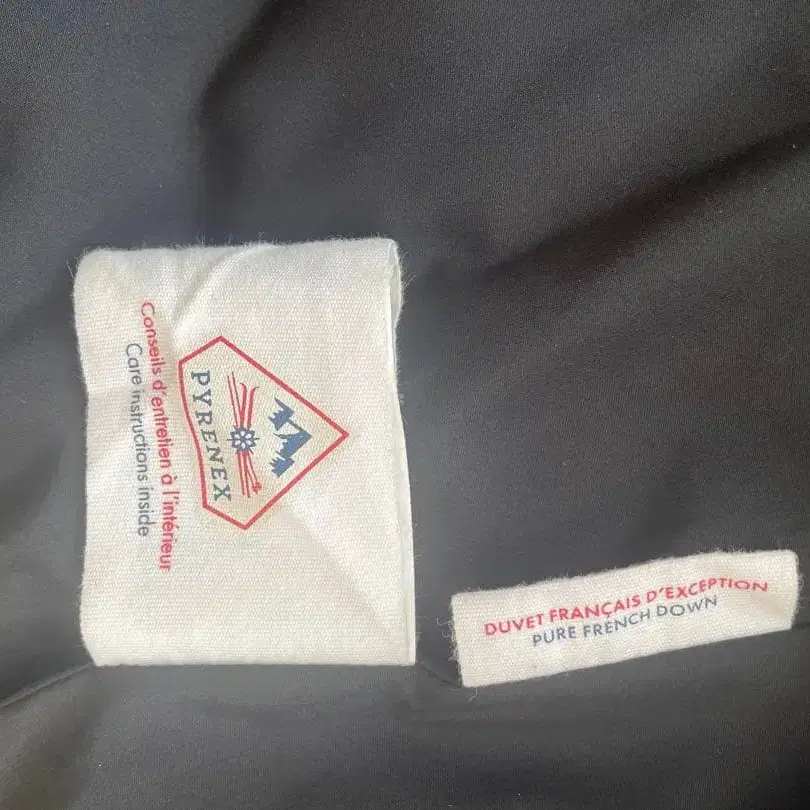 PYRENEX
Conseils d'entretien à l'intérieur
Care instructions inside
DUVET FRANÇAIS D'EXCEPTION
PURE FRENCH DOWN